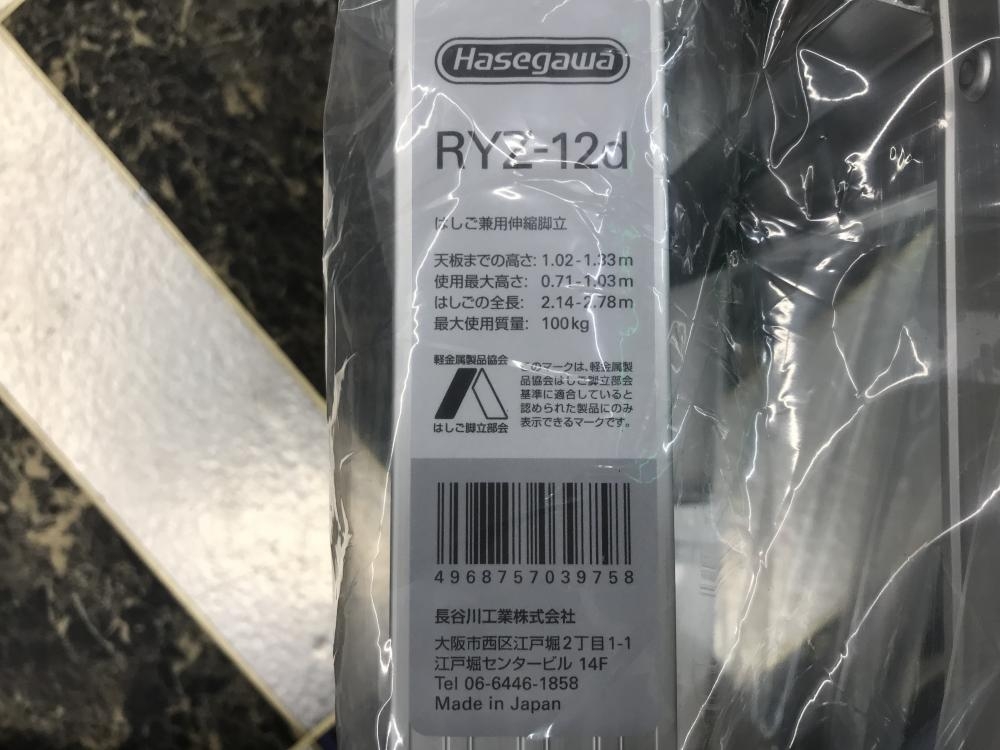 Hasegawa
RYZ-12d
はしご兼用伸縮脚立
天板までの高さ: 1.02-1.33m
使用最大高さ: 0.71-1.03m
はしごの全長: 2.14-2.78m
最大使用質量: 100kg
軽金属製品協会
はしご脚立部会
このマークは、軽金属製
品協会はしご脚立部会
基準に適合していると
認められた製品にのみ
表示できるマークです。
4968757039758
長谷川工業株式会社
大阪市西区江戸堀2丁目1-1
江戸堀センタービル 14F
Tel 06-6446-1858
Made in Japan